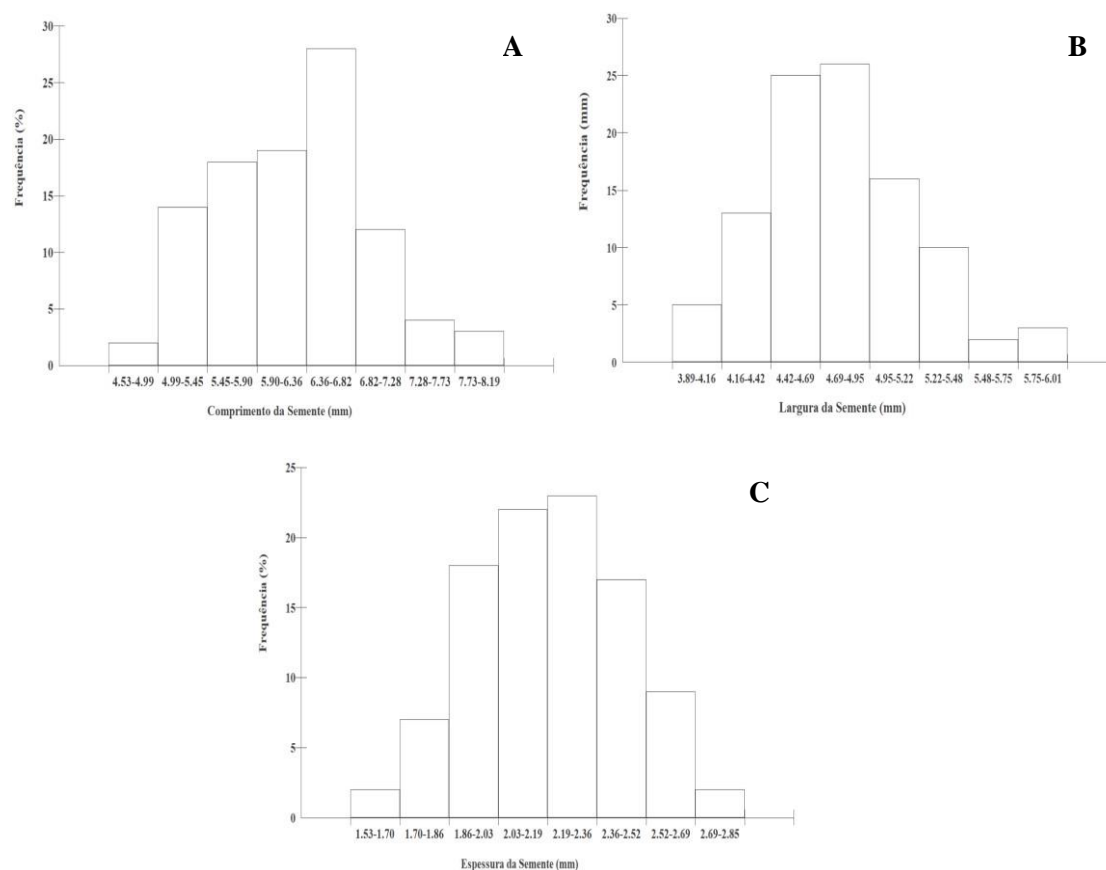 A
Frequência (%)
30
25
20
15
10
5
0
4.53-4.99 4.99-5.45 5.45-5.90 5.90-6.36 6.36-6.82 6.82-7.28 7.28-7.73 7.73-8.19
Comprimento da Semente (mm)
B
Frequência (mm)
30
25
20
15
10
5
0
3.89-4.16 4.16-4.42 4.42-4.69 4.69-4.95 4.95-5.22 5.22-5.48 5.48-5.75 5.75-6.01
Largura da Semente (mm)
C
Frequência (%)
25
20
15
10
5
0
1.53-1.70 1.70-1.86 1.86-2.03 2.03-2.19 2.19-2.36 2.36-2.52 2.52-2.69 2.69-2.85
Espessura da Semente (mm)